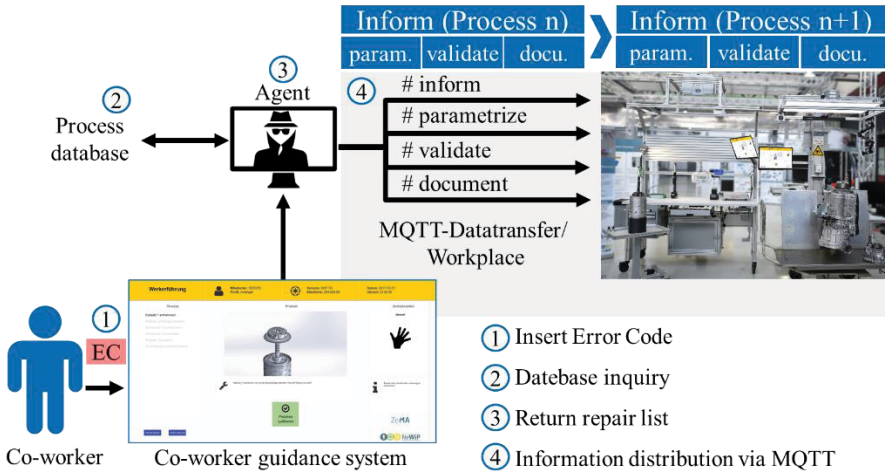 Inform (Process n)
Inform (Process n+1)
param.
validate
docu.
param.
validate
docu.
3
Agent
4
# inform
# parametrize
# validate
# document
2
Process
database
MQTT-Datatransfer/
Workplace
Werkerführung
1
EC
ZeMA
NeWiP
Co-worker
Co-worker guidance system
1 Insert Error Code
2 Datebase inquiry
3 Return repair list
4 Information distribution via MQTT